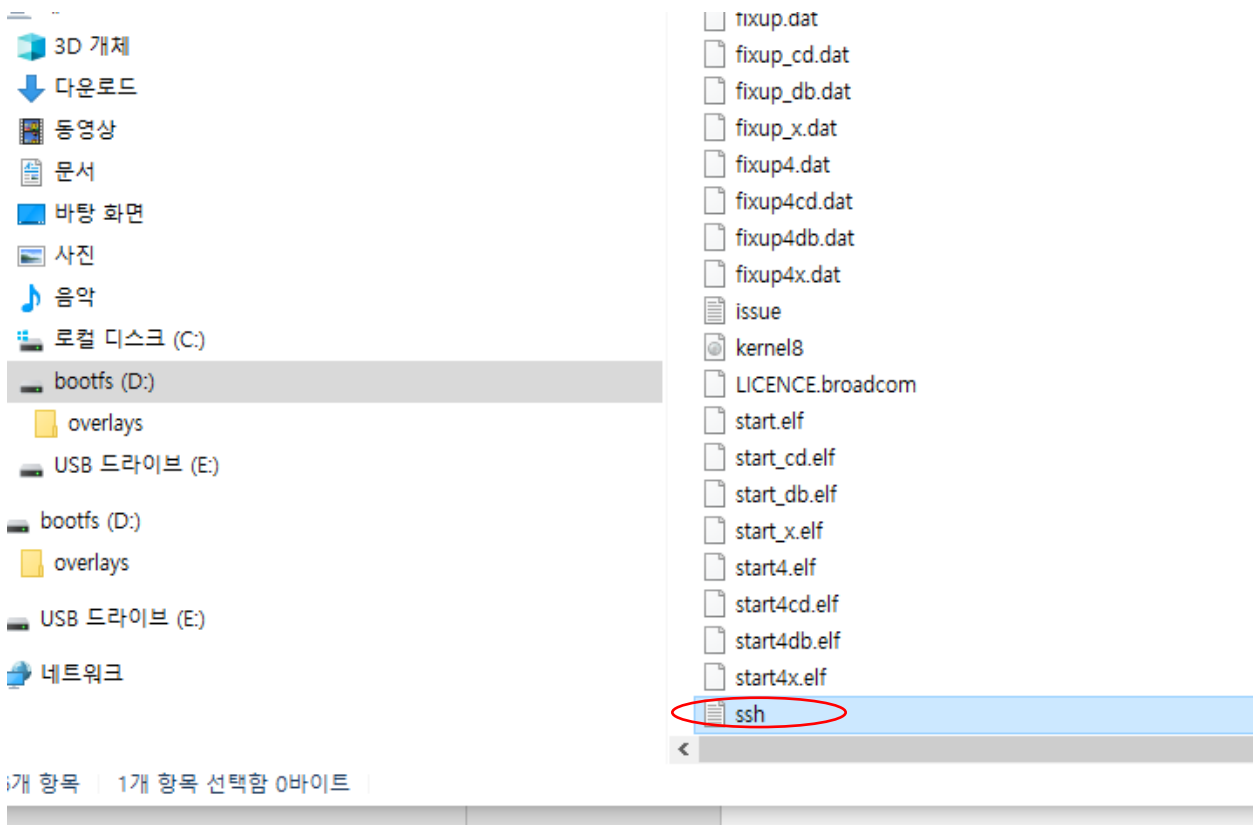 3D 개체
다운로드
동영상
문서
바탕 화면
사진
음악
로컬 디스크 (C:)
bootfs (D:)
overlays
USB 드라이브 (E:)
bootfs (D:)
overlays
USB 드라이브 (E:)
네트워크
fixup.dat
fixup_cd.dat
fixup_db.dat
fixup_x.dat
fixup4.dat
fixup4cd.dat
fixup4db.dat
fixup4x.dat
issue
kernel8
LICENCE.broadcom
start.elf
start_cd.elf
start_db.elf
start_x.elf
start4.elf
start4cd.elf
start4db.elf
start4x.elf
ssh
개 항목 1개 항목 선택함 0바이트